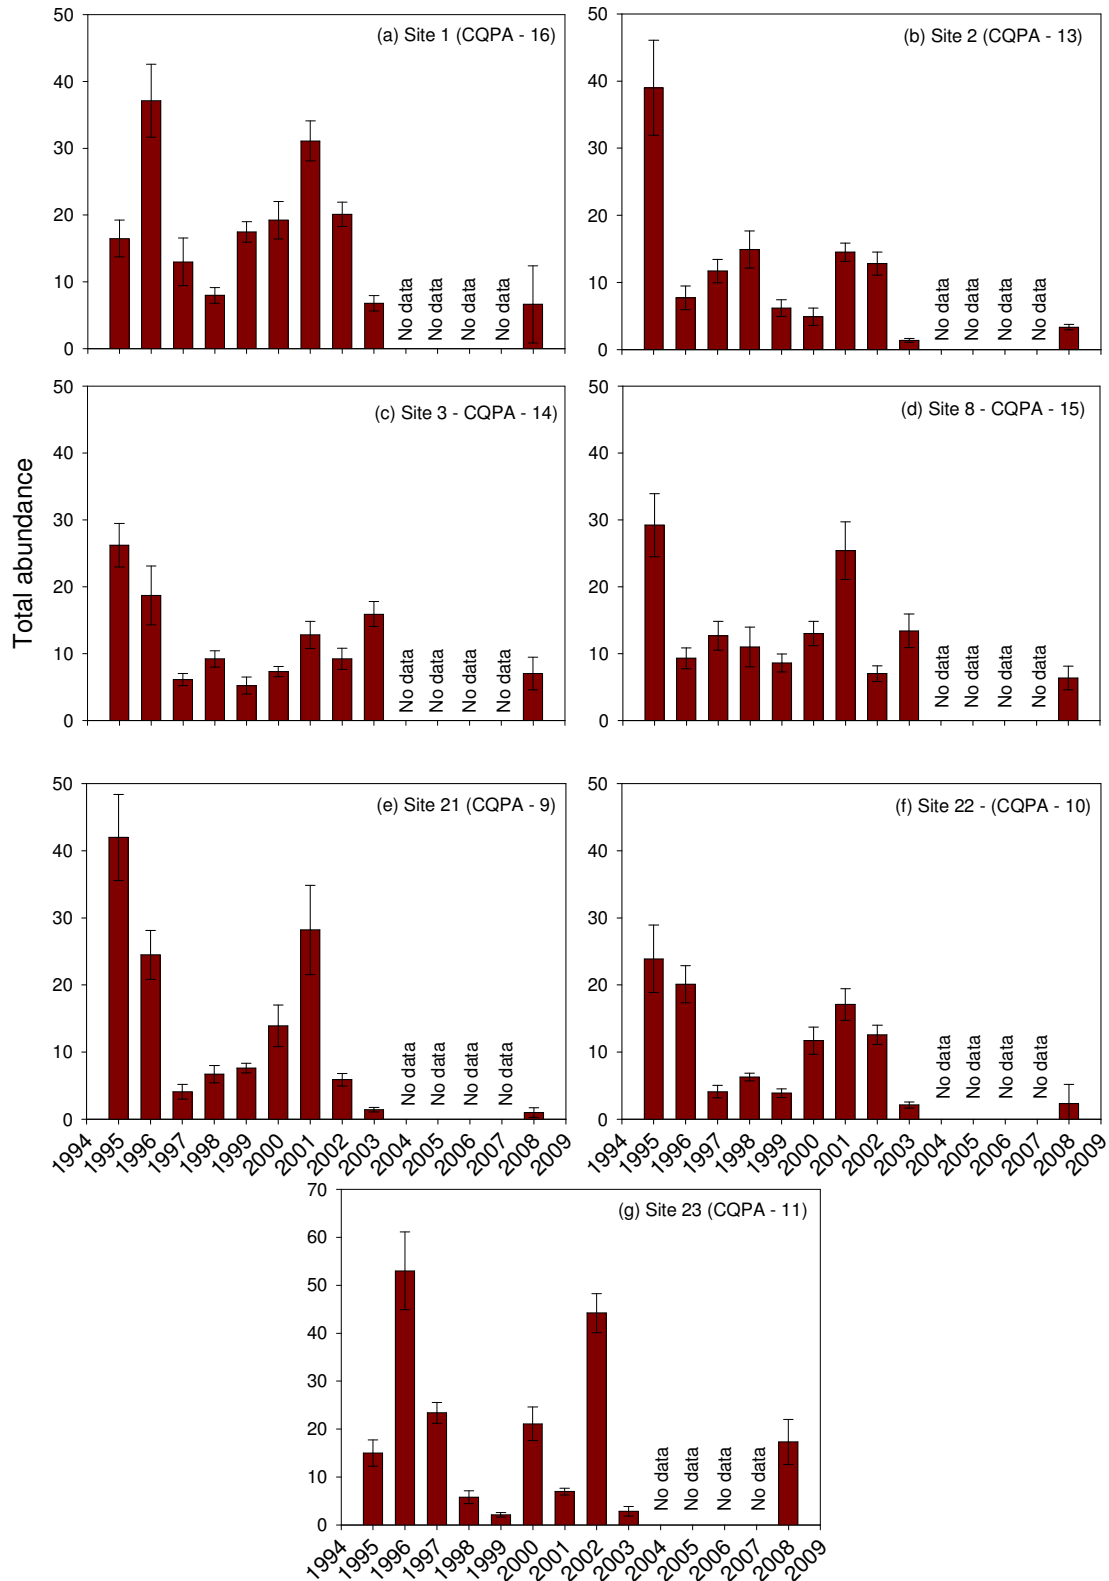 50
40
30
20
10
0
(a) Site 1 (CQPA - 16)
No data
No data
No data
No data
50
40
30
20
10
0
(b) Site 2 (CQPA - 13)
No data
No data
No data
No data
Total abundance
50
40
30
20
10
0
(c) Site 3 - CQPA - 14)
No data
No data
No data
No data
50
40
30
20
10
0
(d) Site 8 - CQPA - 15)
No data
No data
No data
No data
50
40
30
20
10
0
(e) Site 21 (CQPA - 9)
No data
No data
No data
No data
1994
1995
1996
1997
1998
1999
2000
2001
2002
2003
2004
2005
2006
2007
2008
2009
50
40
30
20
10
0
(f) Site 22 - (CQPA - 10)
No data
No data
No data
No data
1994
1995
1996
1997
1998
1999
2000
2001
2002
2003
2004
2005
2006
2007
2008
2009
70
60
50
40
30
20
10
0
(g) Site 23 (CQPA - 11)
No data
No data
No data
No data
1994
1995
1996
1997
1998
1999
2000
2001
2002
2003
2004
2005
2006
2007
2008
2009